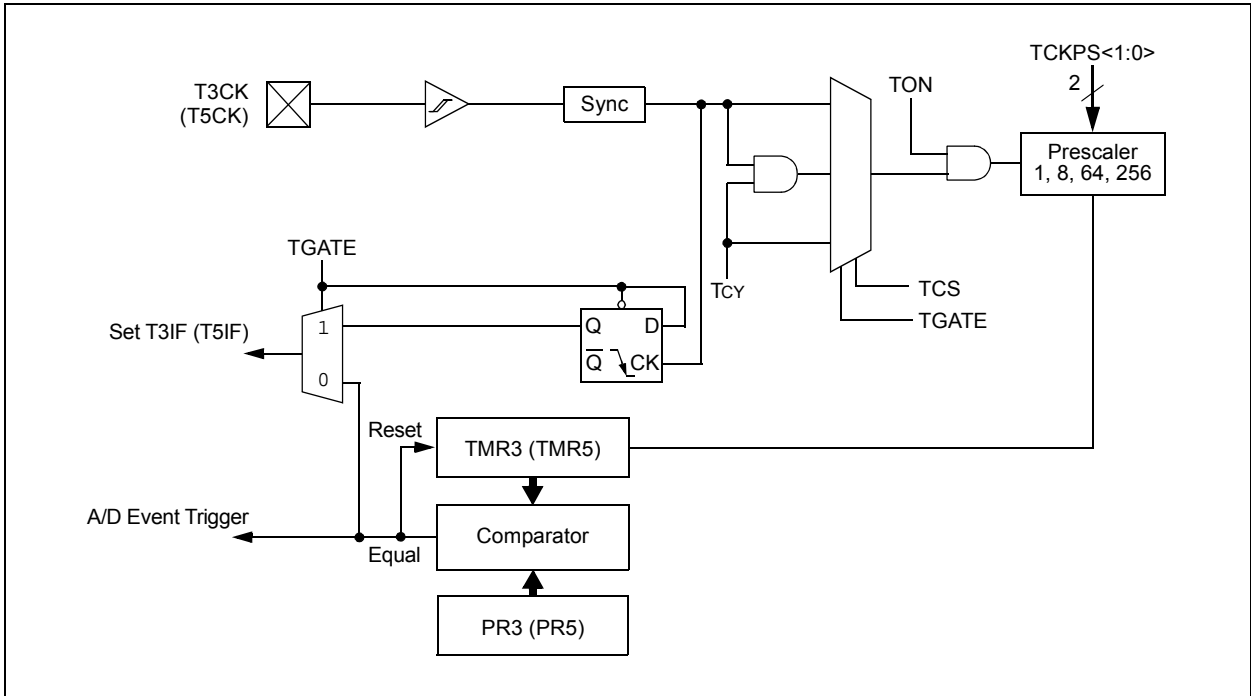 TCKPS<1:0>
2
T3CK
(T5CK)
Sync
TON
Prescaler
1, 8, 64, 256
TGATE
TCY
TCS
TGATE
Set T3IF (T5IF)
1
0
Q
D
Q
CK
Reset
TMR3 (TMR5)
A/D Event Trigger
Equal
Comparator
PR3 (PR5)